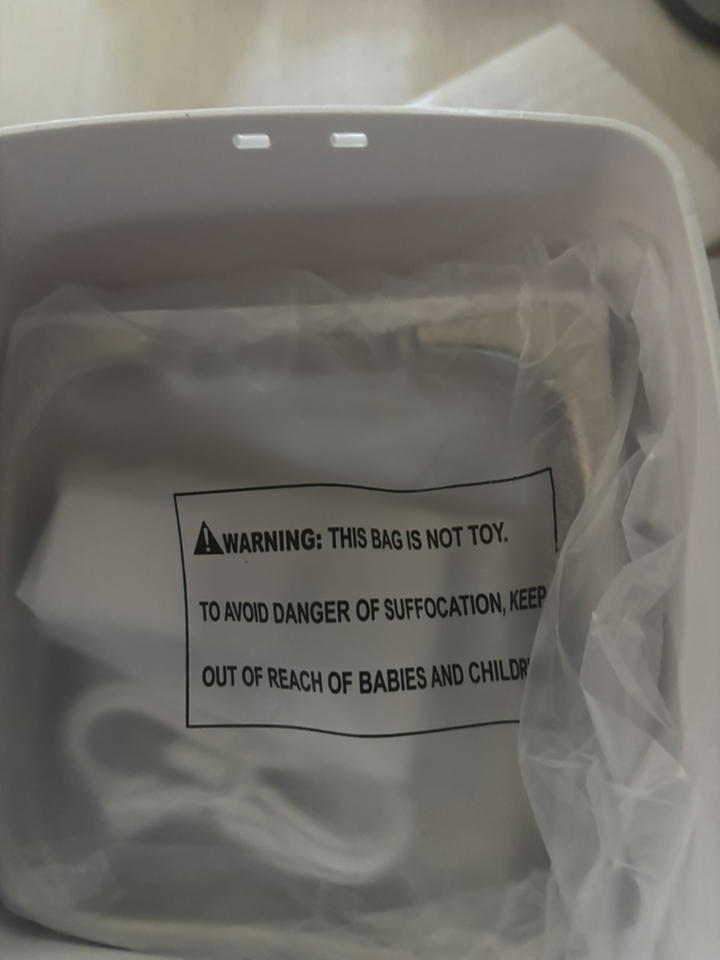 WARNING: THIS BAG IS NOT TOY.
TO AVOID DANGER OF SUFFOCATION, KEEP
OUT OF REACH OF BABIES AND CHILDR